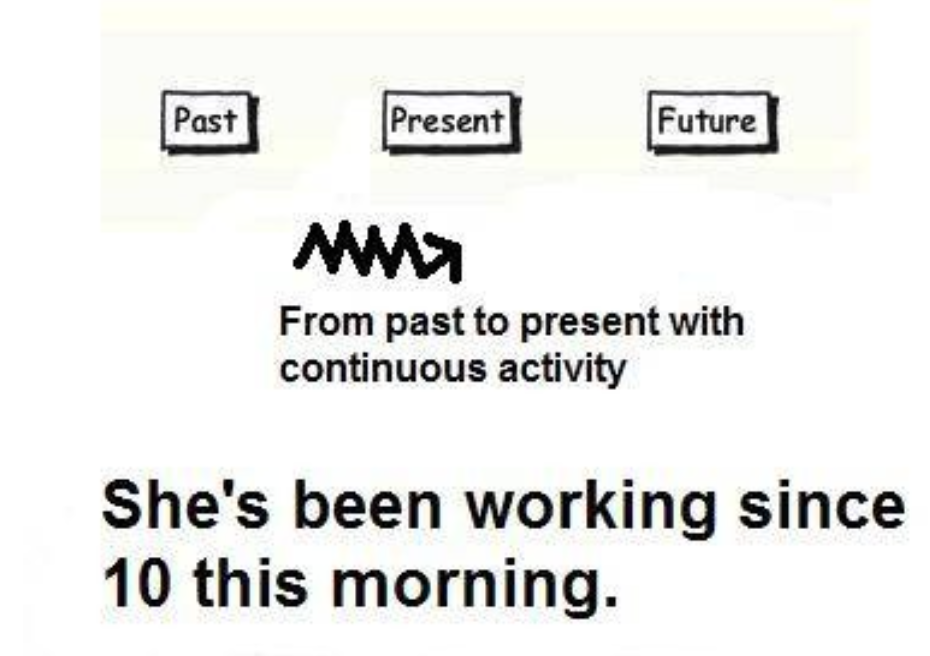 Past Present Future
From past to present with
continuous activity
She's been working since
10 this morning.